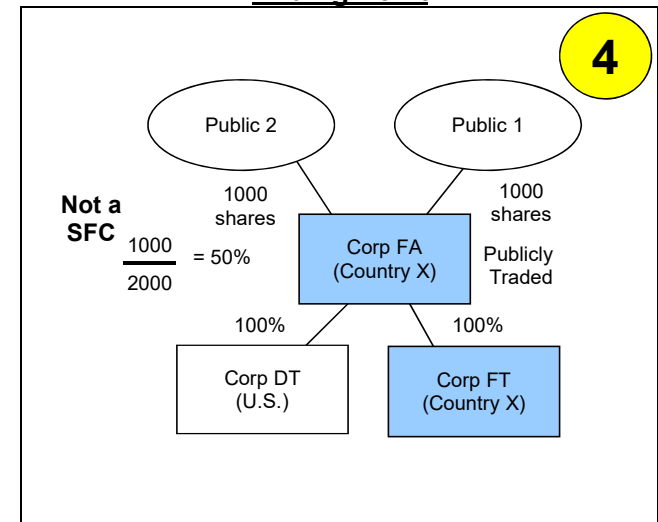 4
Public 2
Public 1
1000
shares
1000
shares
Not a
SFC
1000
2000
= 50%
Corp FA
(Country X)
Publicly
Traded
100%
100%
Corp DT
(U.S.)
Corp FT
(Country X)